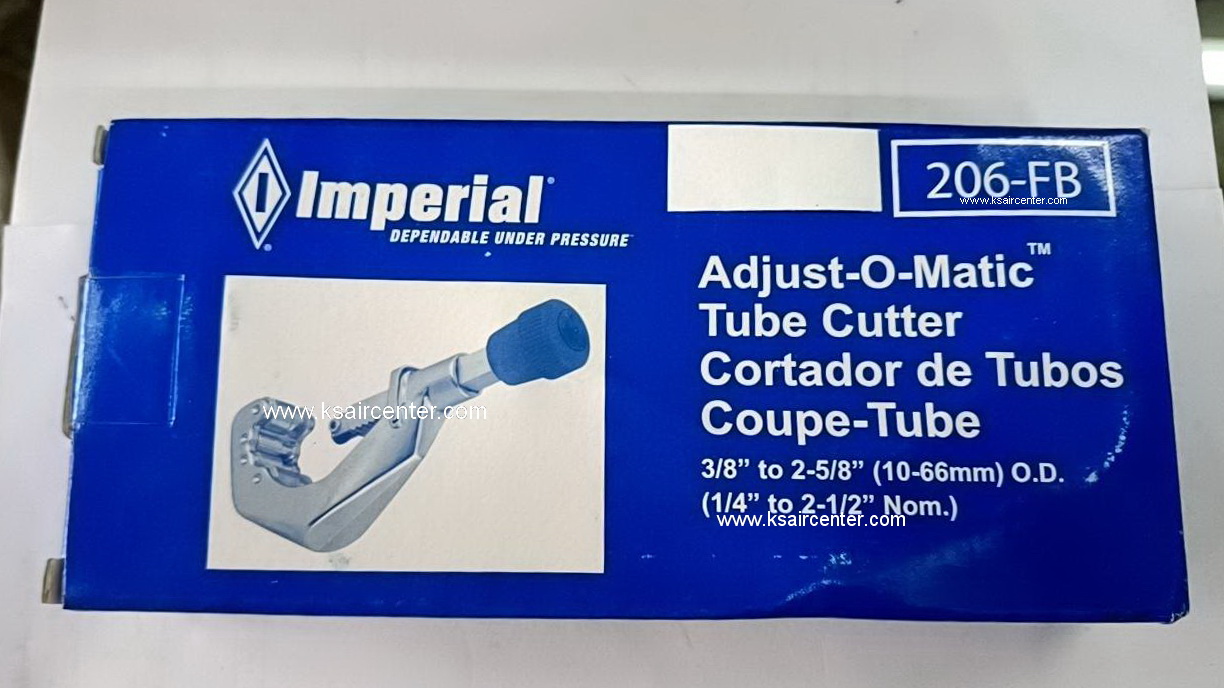 I
Imperial®
DEPENDABLE UNDER PRESSURE™
206-FB
www.ksaircenter.com
Adjust-O-Matic™
Tube Cutter
Cortador de Tubos
Coupe-Tube
3/8” to 2-5/8” (10-66mm) O.D.
(1/4” to 2-1/2” Nom.)
www.ksaircenter.com
www.ksaircenter.com